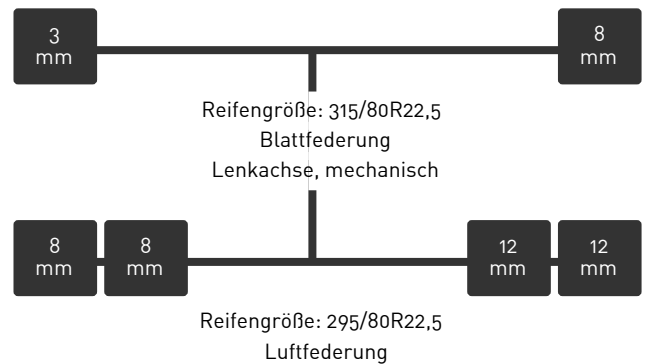 3 mm
8 mm
Reifengröße: 315/80R22,5
Blattfederung
Lenkachse, mechanisch
8 mm
8 mm
12 mm
12 mm
Reifengröße: 295/80R22,5
Luftfederung